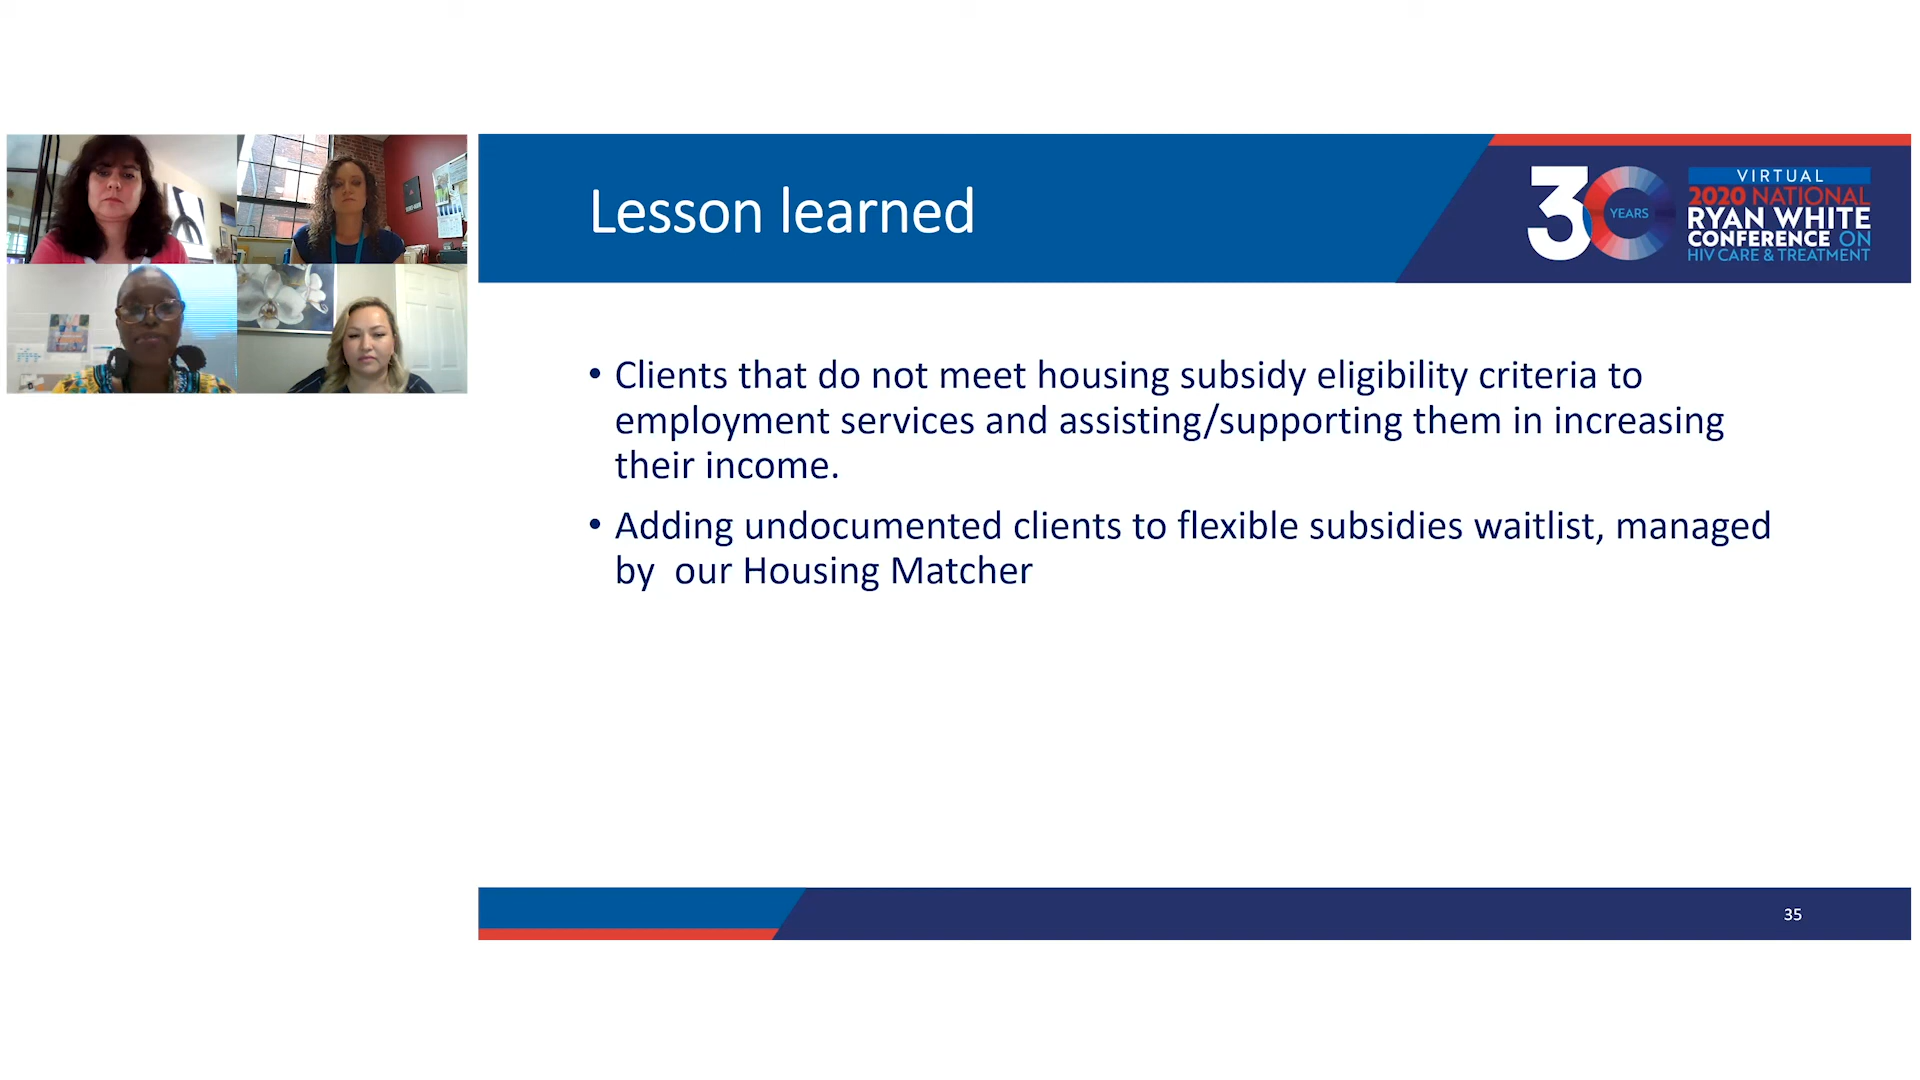 Lesson learned
30
YEARS
VIRTUAL
2020 NATIONAL
RYAN WHITE
CONFERENCE ON
HIV CARE & TREATMENT
• Clients that do not meet housing subsidy eligibility criteria to
employment services and assisting/supporting them in increasing
their income.
• Adding undocumented clients to flexible subsidies waitlist, managed
by  our Housing Matcher
35